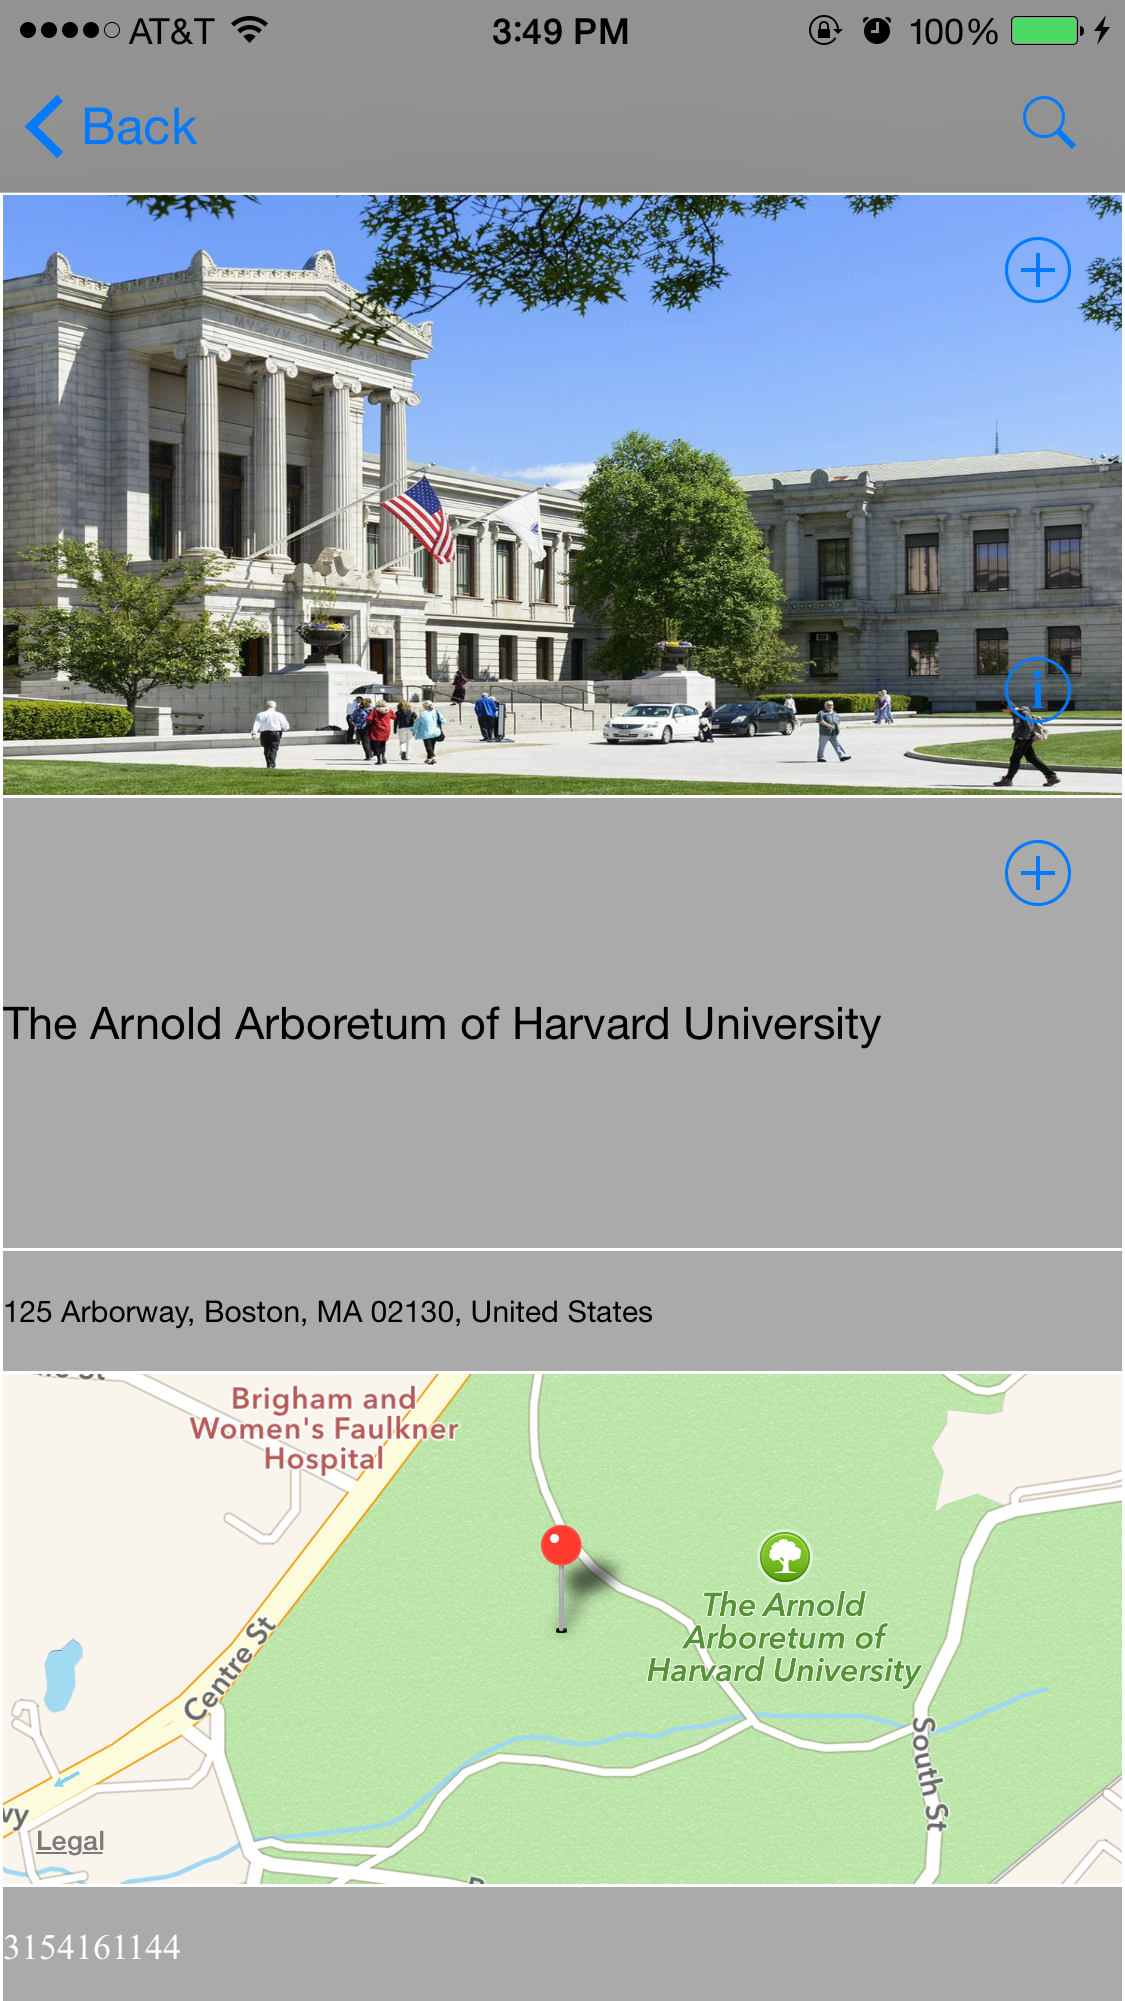 AT&T 3:49 PM 100%
Back
MVSEVM OF FINE ARTS
The Arnold Arboretum of Harvard University
125 Arborway, Boston, MA 02130, United States
Brigham and
Women's Faulkner
Hospital
The Arnold
Arboretum of
Harvard University
Centre St
South St
Legal
3154161144